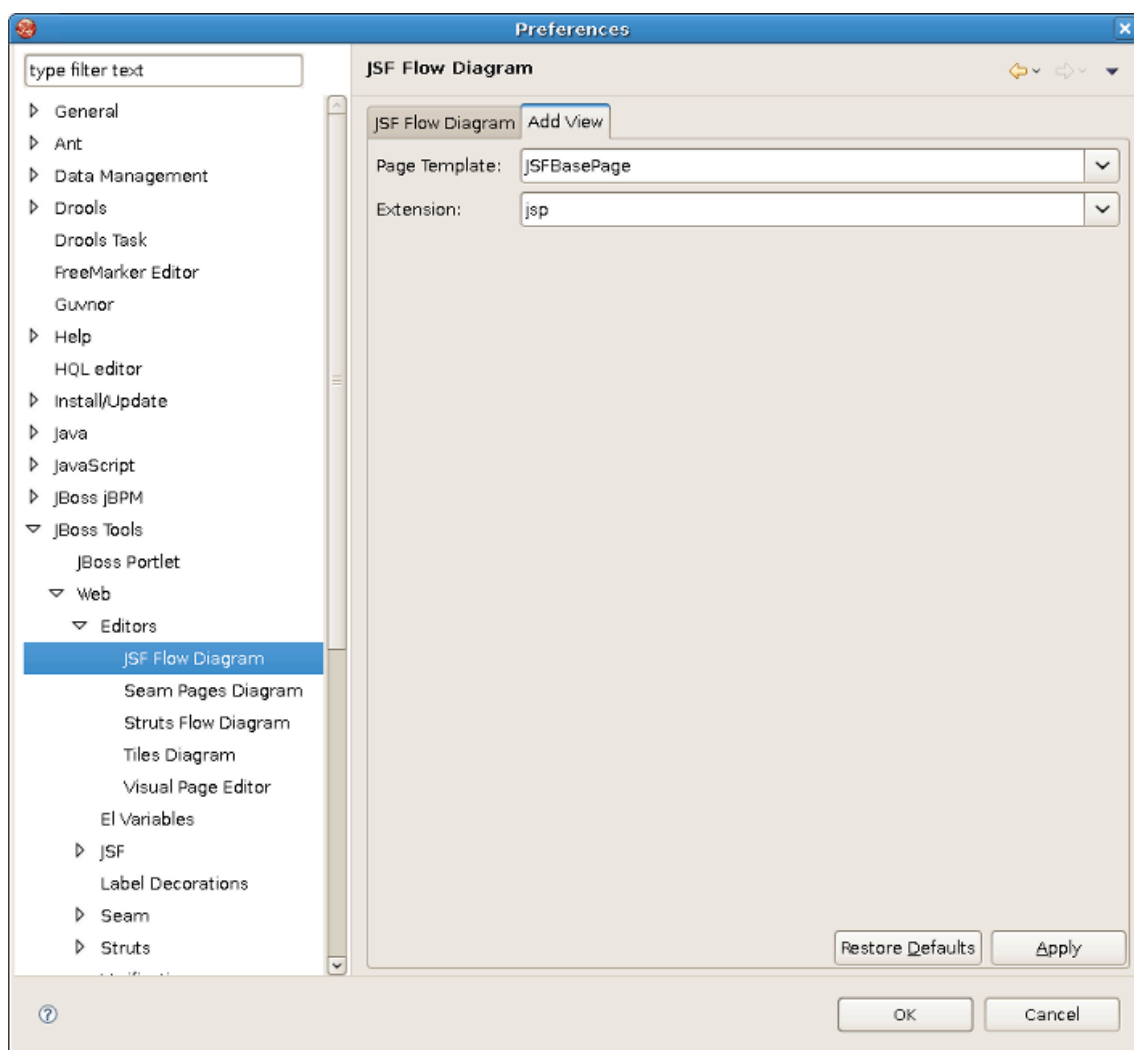 Preferences
type filter text
General
Ant
Data Management
Drools
Drools Task
FreeMarker Editor
Guvnor
Help
HQL editor
Install/Update
Java
JavaScript
JBoss jBPM
JBoss Tools
JBoss Portlet
Web
Editors
JSF Flow Diagram
Seam Pages Diagram
Struts Flow Diagram
Tiles Diagram
Visual Page Editor
El Variables
JSF
Label Decorations
Seam
Struts
JSF Flow Diagram
JSF Flow Diagram Add View
Page Template: JSFBasePage
Extension: jsp
Restore Defaults Apply
OK Cancel